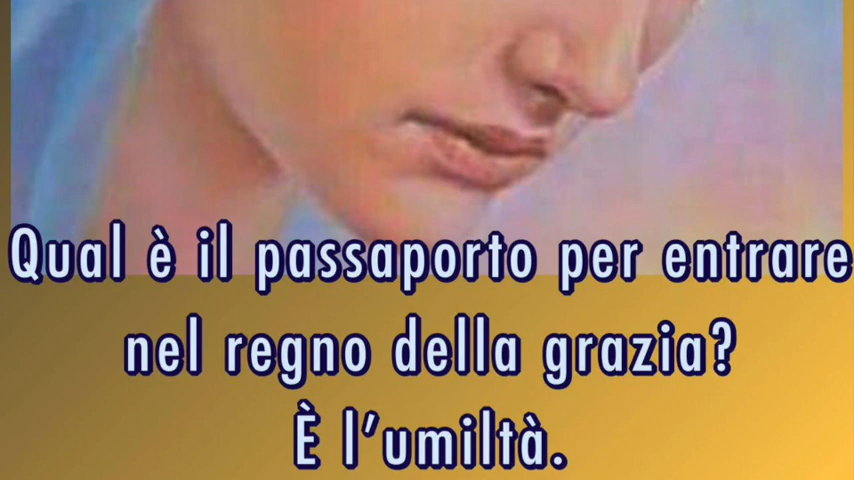 Qual è il passaporto per entrare
nel regno della grazia?
È l’umiltà.